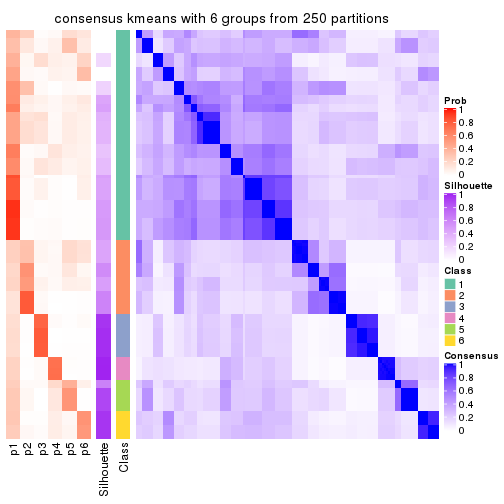 consensus kmeans with 6 groups from 250 partitions
Prob
1
0.8
0.6
0.4
0.2
0
Silhouette
1
0.8
0.6
0.4
0.2
0
Class
1
2
3
4
5
6
Consensus
1
0.8
0.6
0.4
0.2
0
p1
p2
p3
p4
p5
p6
Silhouette
Class